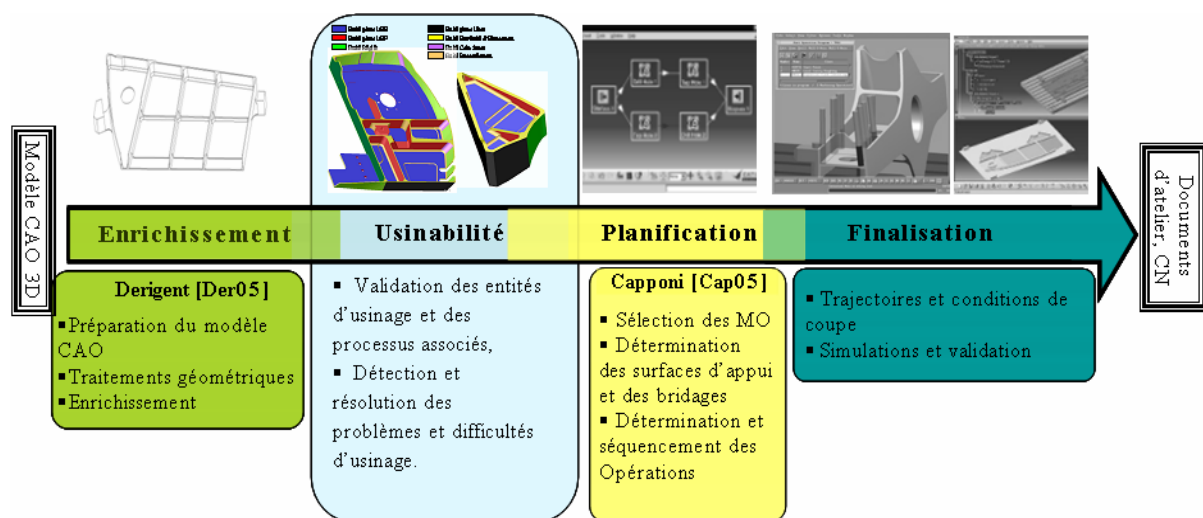 Modèle CAO 3D
Enrichissement
Usinabilité
Planification
Finalisation
Documents
d'atelier, CN
Derigent [Der05]
▪Préparation du modèle
CAO
▪Traitements géométriques
▪Enrichissement
▪ Validation des entités
d'usinage et des
processus associés,
▪ Détection et
résolution des
problèmes et difficultés
d'usinage.
Capponi [Cap05]
▪ Sélection des MO
▪ Détermination
des surfaces d'appui
et des bridages
▪ Détermination et
séquencement des
Opérations
▪ Trajectoires et conditions de
coupe
▪ Simulations et validation